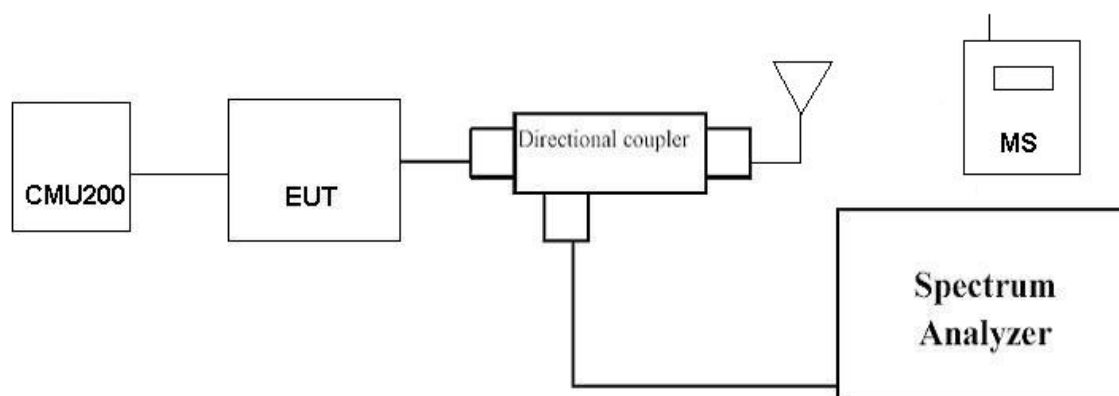 CMU200
EUT
Directional coupler
MS
Spectrum
Analyzer